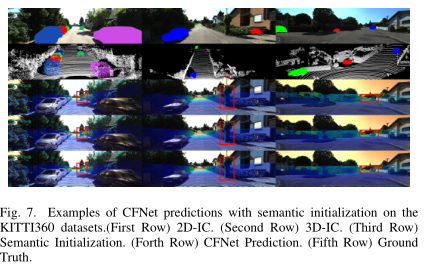 Fig. 7. Examples of CFNet predictions with semantic initialization on the
KITTI360 datasets.(First Row) 2D-IC. (Second Row) 3D-IC. (Third Row)
Semantic Initialization. (Forth Row) CFNet Prediction. (Fifth Row) Ground
Truth.